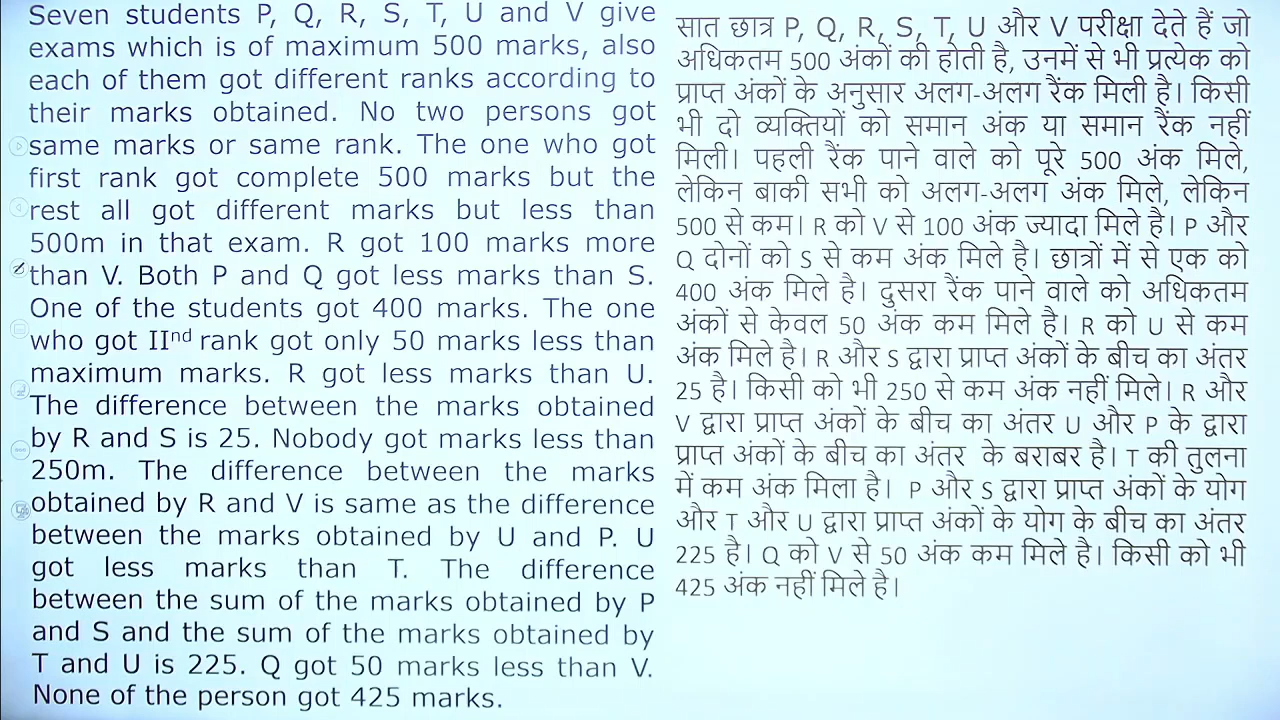 Seven students P, Q, R, S, T, U and V give
exams which is of maximum 500 marks, also
each of them got different ranks according to
their marks obtained. No two persons got
same marks or same rank. The one who got
first rank got complete 500 marks but the
rest all got different marks but less than
500m in that exam. R got 100 marks more
than V. Both P and Q got less marks than S.
One of the students got 400 marks. The one
who got IInd rank got only 50 marks less than
maximum marks. R got less marks than U.
The difference between the marks obtained
by R and S is 25. Nobody got marks less than
250m. The difference between the marks
obtained by R and V is same as the difference
between the marks obtained by U and P. U
got less marks than T. The difference
between the sum of the marks obtained by P
and S and the sum of the marks obtained by
T and U is 225. Q got 50 marks less than V.
None of the person got 425 marks.
सात छात्र P, Q, R, S, T, U और V परीक्षा देते हैं जो
अधिकतम 500 अंकों की होती है, उनमें से भी प्रत्येक को
प्राप्त अंकों के अनुसार अलग-अलग रैंक मिली है। किसी
भी दो व्यक्तियों को समान अंक या समान रैंक नहीं
मिली। पहली रैंक पाने वाले को पूरे 500 अंक मिले,
लेकिन बाकी सभी को अलग-अलग अंक मिले, लेकिन
500 से कम। R को V से 100 अंक ज्यादा मिले है। P और
Q दोनों को S से कम अंक मिले है। छात्रों में से एक को
400 अंक मिले है। दुसरा रैंक पाने वाले को अधिकतम
अंकों से केवल 50 अंक कम मिले है। R को U से कम
अंक मिले है। R और S द्वारा प्राप्त अंकों के बीच का अंतर
25 है। किसी को भी 250 से कम अंक नहीं मिले। R और
V द्वारा प्राप्त अंकों के बीच का अंतर U और P के द्वारा
प्राप्त अंकों के बीच का अंतर के बराबर है। T की तुलना
में कम अंक मिला है। P और S द्वारा प्राप्त अंकों के योग
और T और U द्वारा प्राप्त अंकों के योग के बीच का अंतर
225 है। Q को V से 50 अंक कम मिले है। किसी को भी
425 अंक नहीं मिले है।